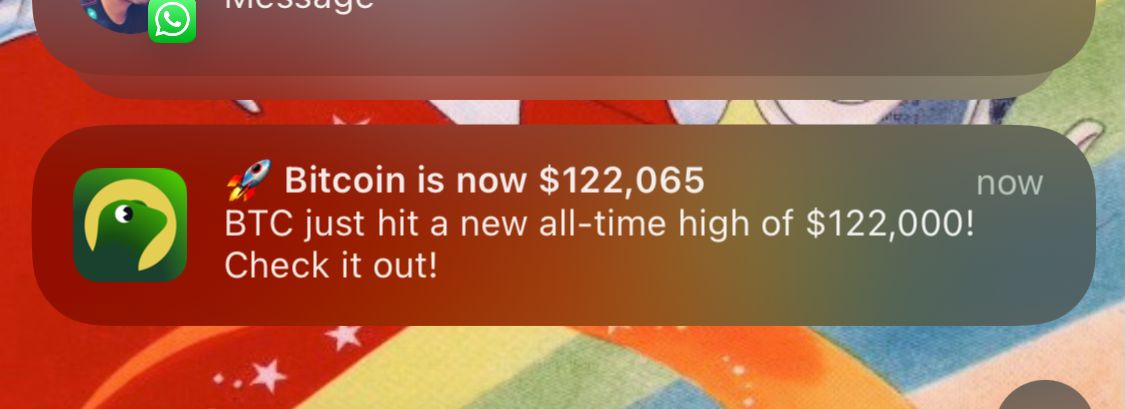 Message
🚀 Bitcoin is now $122,065
now
BTC just hit a new all-time high of $122,000!
Check it out!